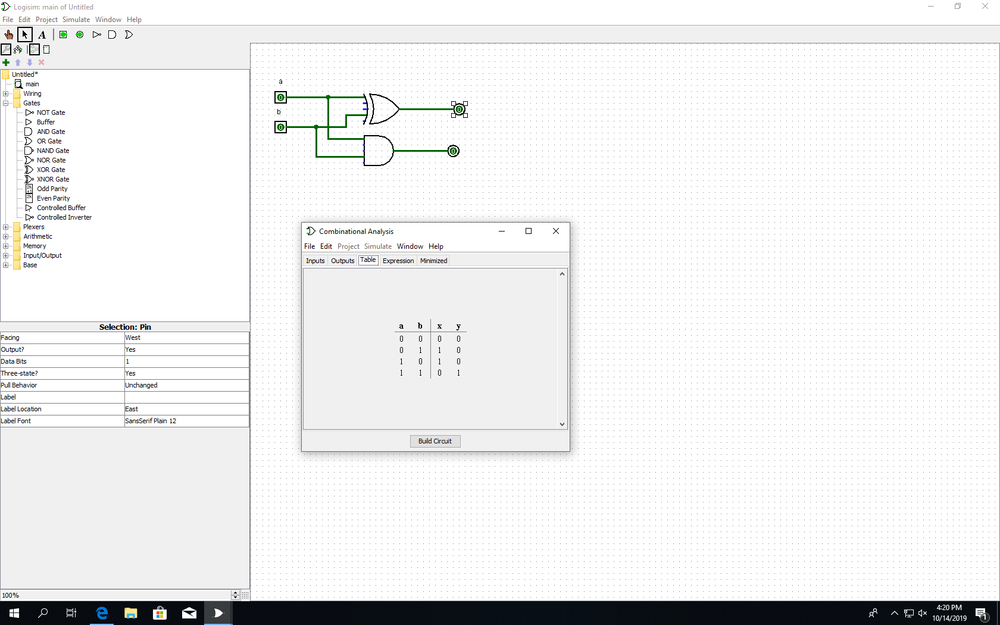 Logisim: main of Untitled
File Edit Project Simulate Window Help
A
Untitled*
main
Wiring
Gates
NOT Gate
Buffer
AND Gate
OR Gate
NAND Gate
NOR Gate
XOR Gate
XNOR Gate
Odd Parity
Even Parity
Controlled Buffer
Controlled Inverter
Plexers
Arithmetic
Memory
Input/Output
Base
Selection: Pin
Facing West
Output? Yes
Data Bits 1
Three-state? Yes
Pull Behavior Unchanged
Label
Label Location East
Label Font SansSerif Plain 12
100%
a
0
b
0
0
0
Combinational Analysis
File Edit Project Simulate Window Help
Inputs Outputs Table Expression Minimized
a b x y
0 0 0 0
0 1 1 0
1 0 1 0
1 1 0 1
Build Circuit
4:20 PM
10/14/2019
1